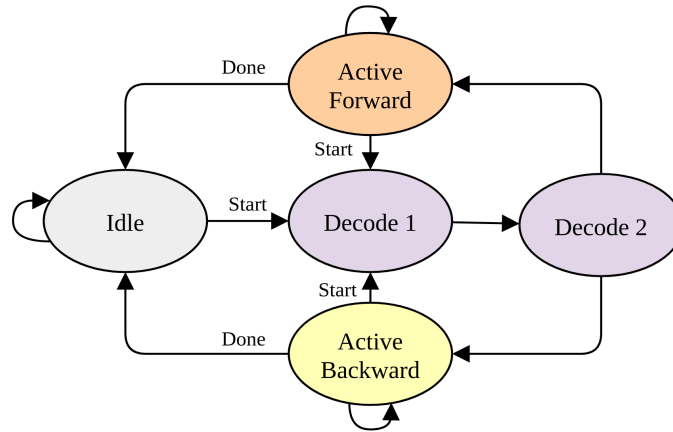 Done
Active
Forward
Start
Idle
Start
Decode 1
Decode 2
Start
Done
Active
Backward